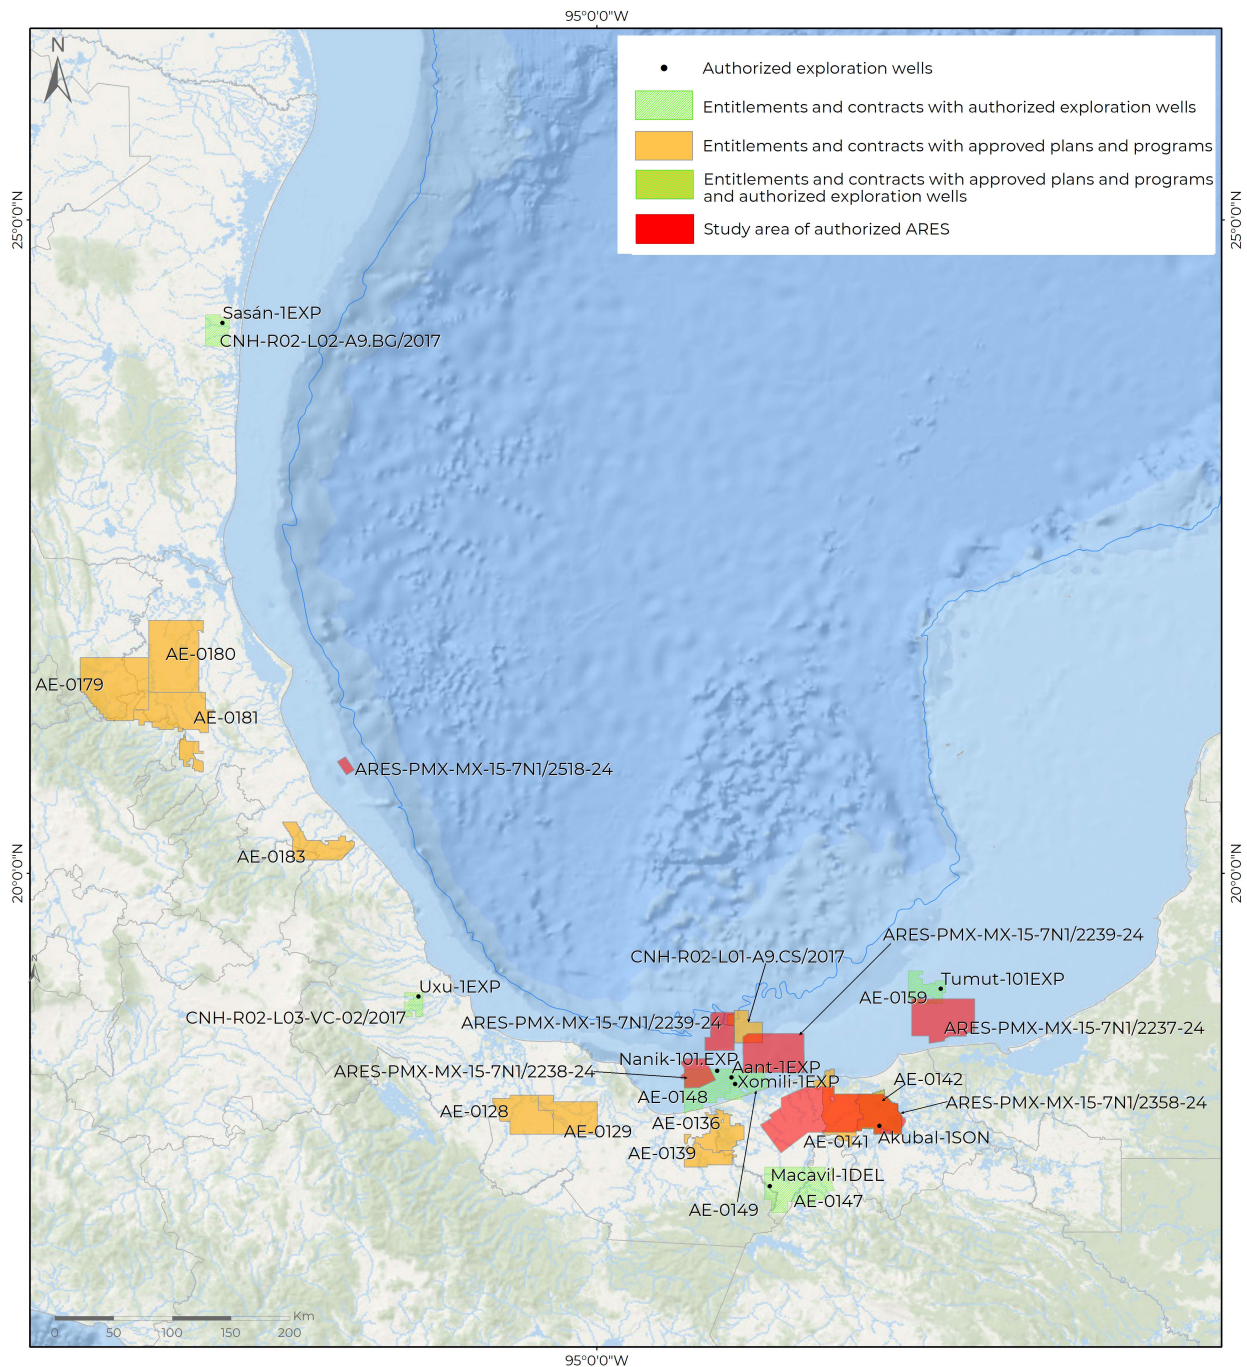 95°0'0"W
N
Authorized exploration wells
Entitlements and contracts with authorized exploration wells
Entitlements and contracts with approved plans and programs
Entitlements and contracts with approved plans and programs
and authorized exploration wells
Study area of authorized ARES
25°0'0"N
25°0'0"N
Sasán-1EXP
CNH-R02-L02-A9.BG/2017
AE-0180
AE-0179
AE-0181
ARES-PMX-MX-15-7N1/2518-24
AE-0183
20°0'0"N
20°0'0"N
ARES-PMX-MX-15-7N1/2239-24
CNH-R02-L01-A9.CS/2017
Tumut-101EXP
Uxu-1EXP
AE-0159
CNH-R02-L03-VC-02/2017
ARES-PMX-MX-15-7N1/2239-24
ARES-PMX-MX-15-7N1/2237-24
Nanik-101.EXP
Aant-1EXP
ARES-PMX-MX-15-7N1/2238-24
Xomili-1EXP
AE-0142
AE-0148
ARES-PMX-MX-15-7N1/2358-24
AE-0128
AE-0136
AE-0129
Akubal-1SON
AE-0141
AE-0139
Macavil-1DEL
AE-0147
AE-0149
Km
0 50 100 150 200
95°0'0"W